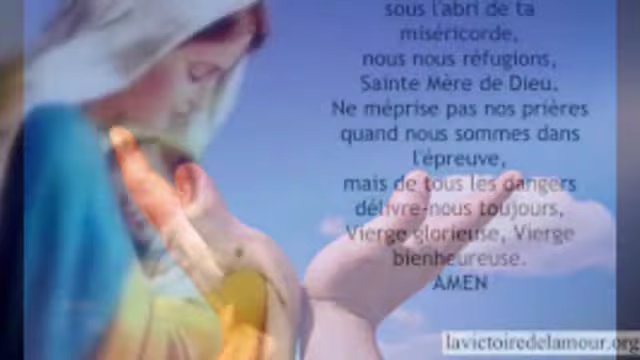 sous l'abri de ta
miséricorde,
nous nous réfugions,
Sainte Mère de Dieu.
Ne méprise pas nos prières
quand nous sommes dans
l'épreuve,
mais de tous les dangers
délivre-nous toujours,
Vierge glorieuse, Vierge
bienheureuse.
AMEN
lavictoiredelamour.org